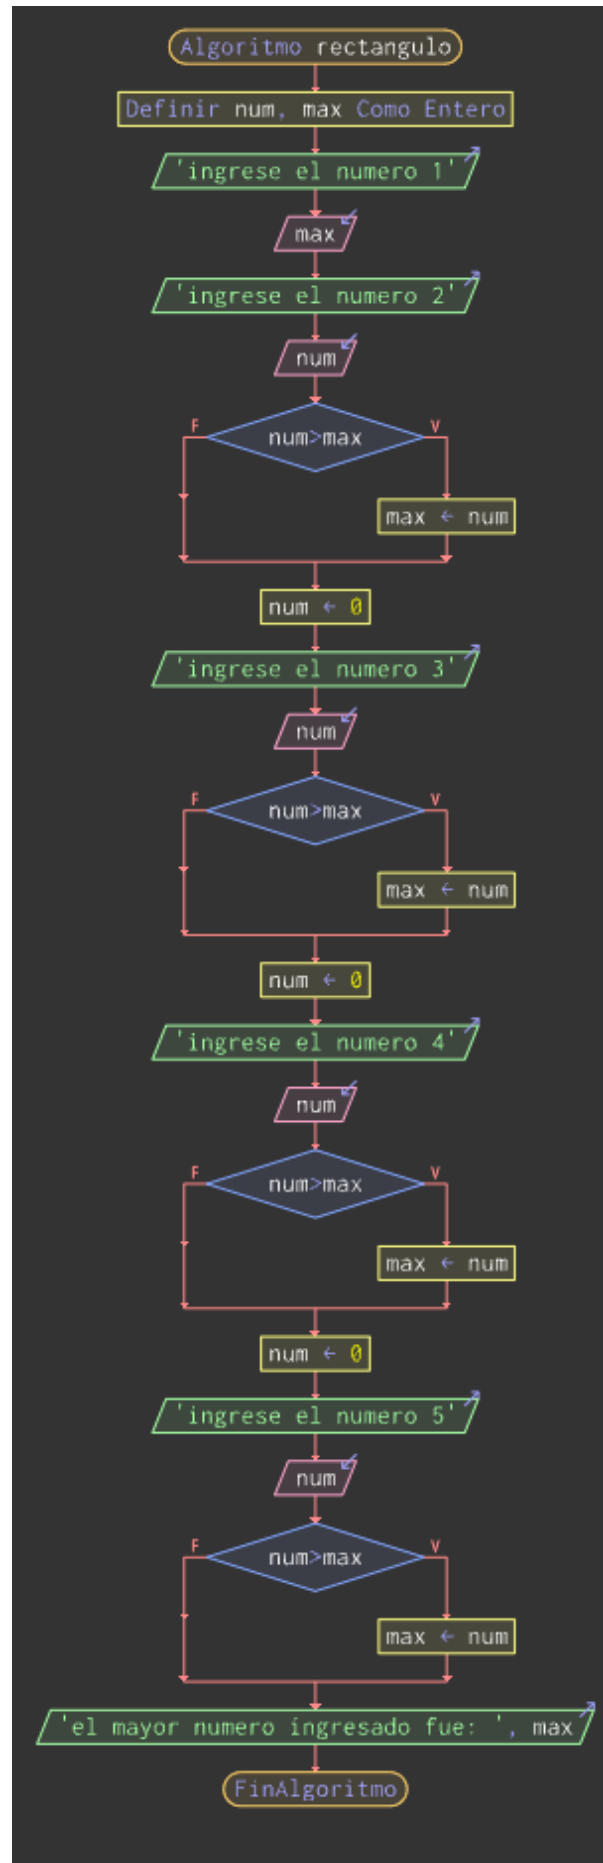 Algoritmo rectangulo
Definir num, max Como Entero
'ingrese el numero 1'
max
'ingrese el numero 2'
num
F
num>max
V
max ← num
num ← 0
'ingrese el numero 3'
num
F
num>max
V
max ← num
num ← 0
'ingrese el numero 4'
num
F
num>max
V
max ← num
num ← 0
'ingrese el numero 5'
num
F
num>max
V
max ← num
'el mayor numero ingresado fue: ', max
FinAlgoritmo